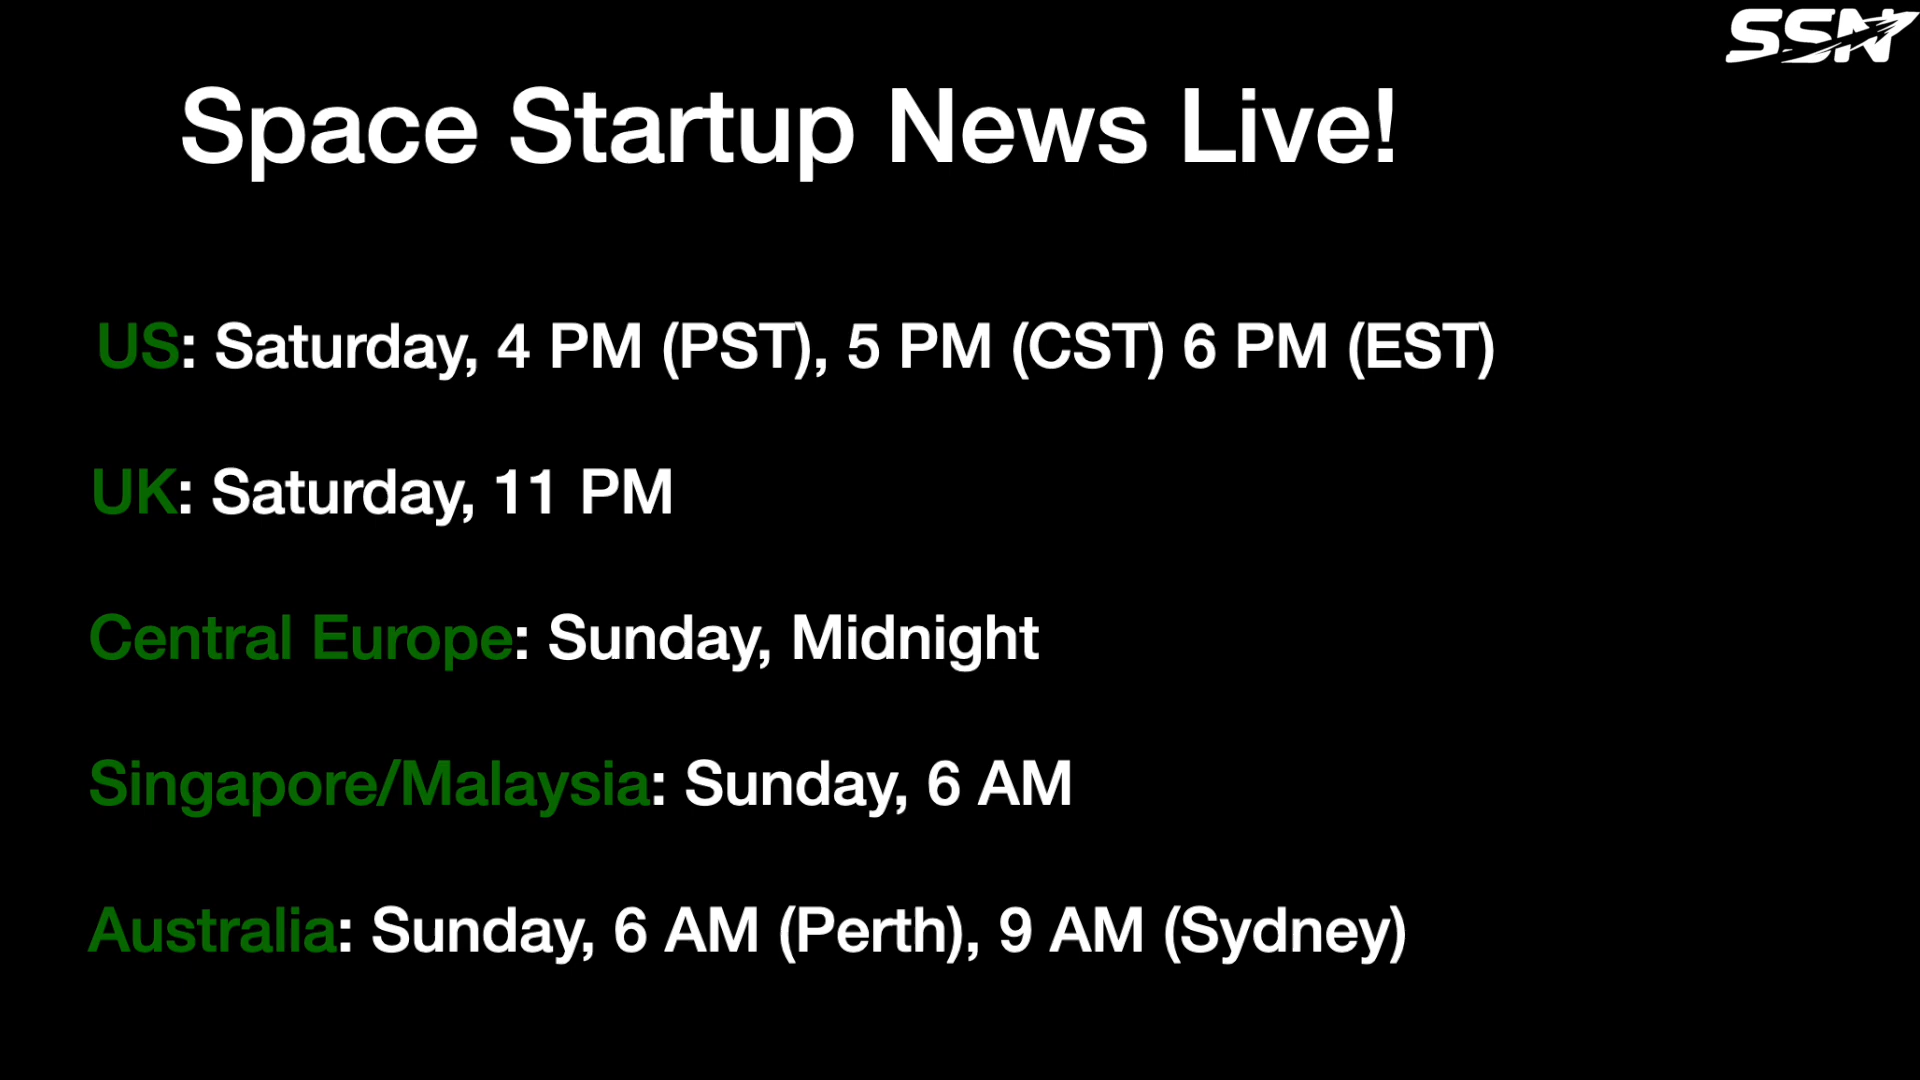 SSN
Space Startup News Live!
US: Saturday, 4 PM (PST), 5 PM (CST) 6 PM (EST)
UK: Saturday, 11 PM
Central Europe: Sunday, Midnight
Singapore/Malaysia: Sunday, 6 AM
Australia: Sunday, 6 AM (Perth), 9 AM (Sydney)